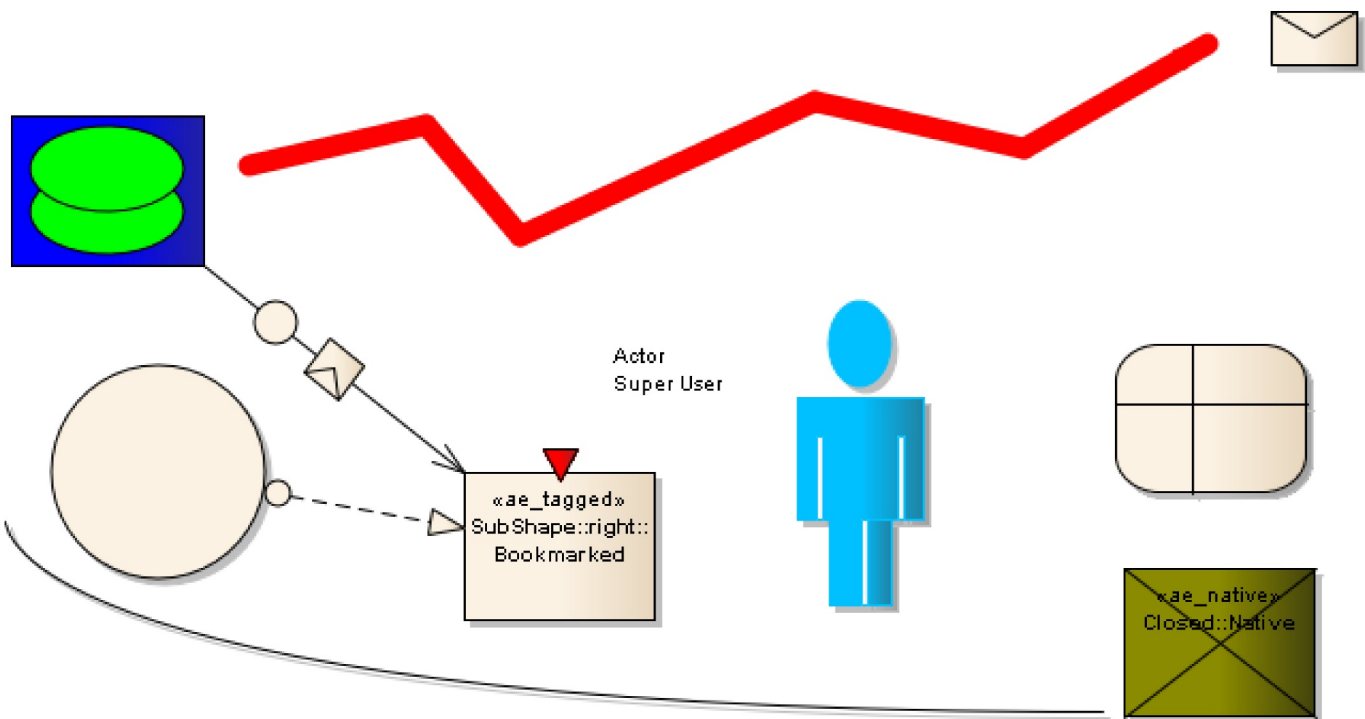 Actor
Super User
«ae_tagged»
SubShape::right::
Bookmarked
«ae_native»
Closed::Native